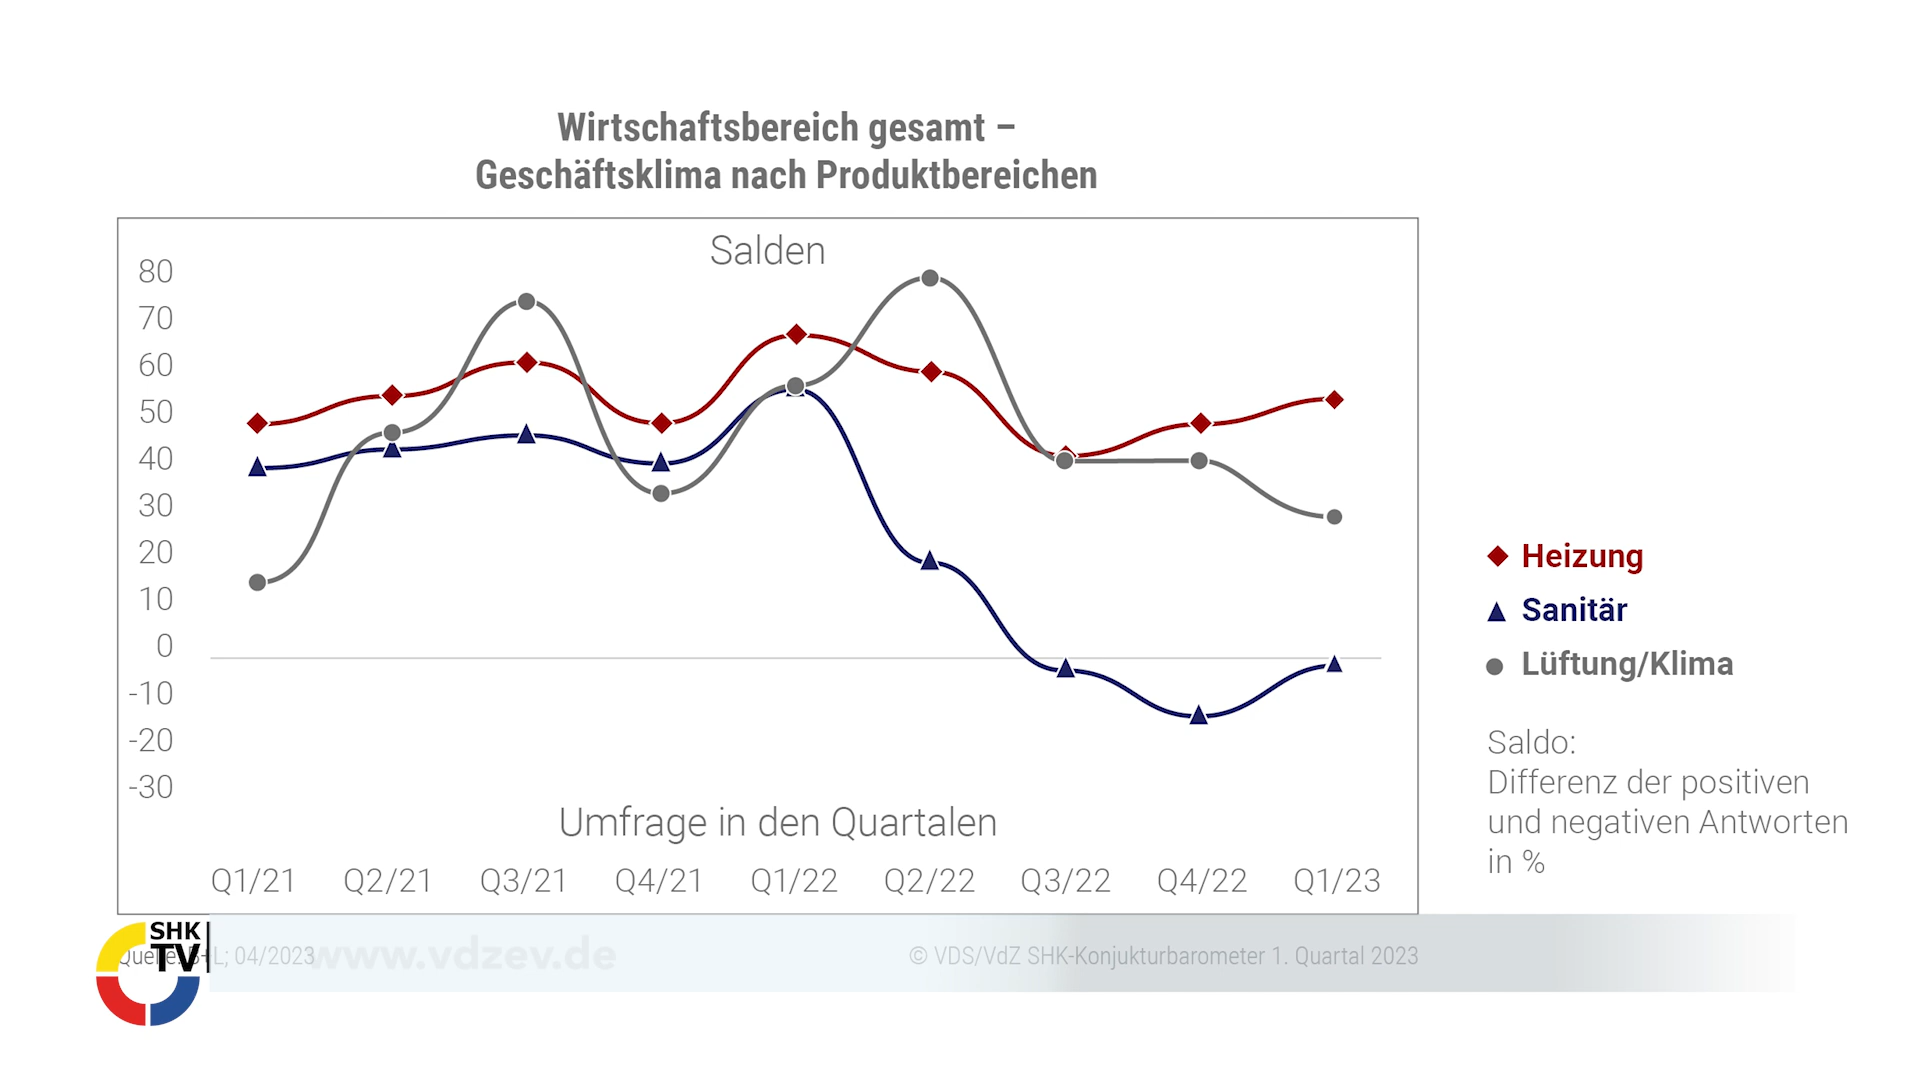 Wirtschaftsbereich gesamt –
Geschäftsklima nach Produktbereichen
Salden
80
70
60
50
40
30
20
10
0
-10
-20
-30
Umfrage in den Quartalen
Q1/21 Q2/21 Q3/21 Q4/21 Q1/22 Q2/22 Q3/22 Q4/22 Q1/23
Heizung
Sanitär
Lüftung/Klima
Saldo:
Differenz der positiven
und negativen Antworten
in %
SHK
TV
Quelle: B+L; 04/2023
www.vdzev.de
© VDS/VdZ SHK-Konjukturbarometer 1. Quartal 2023